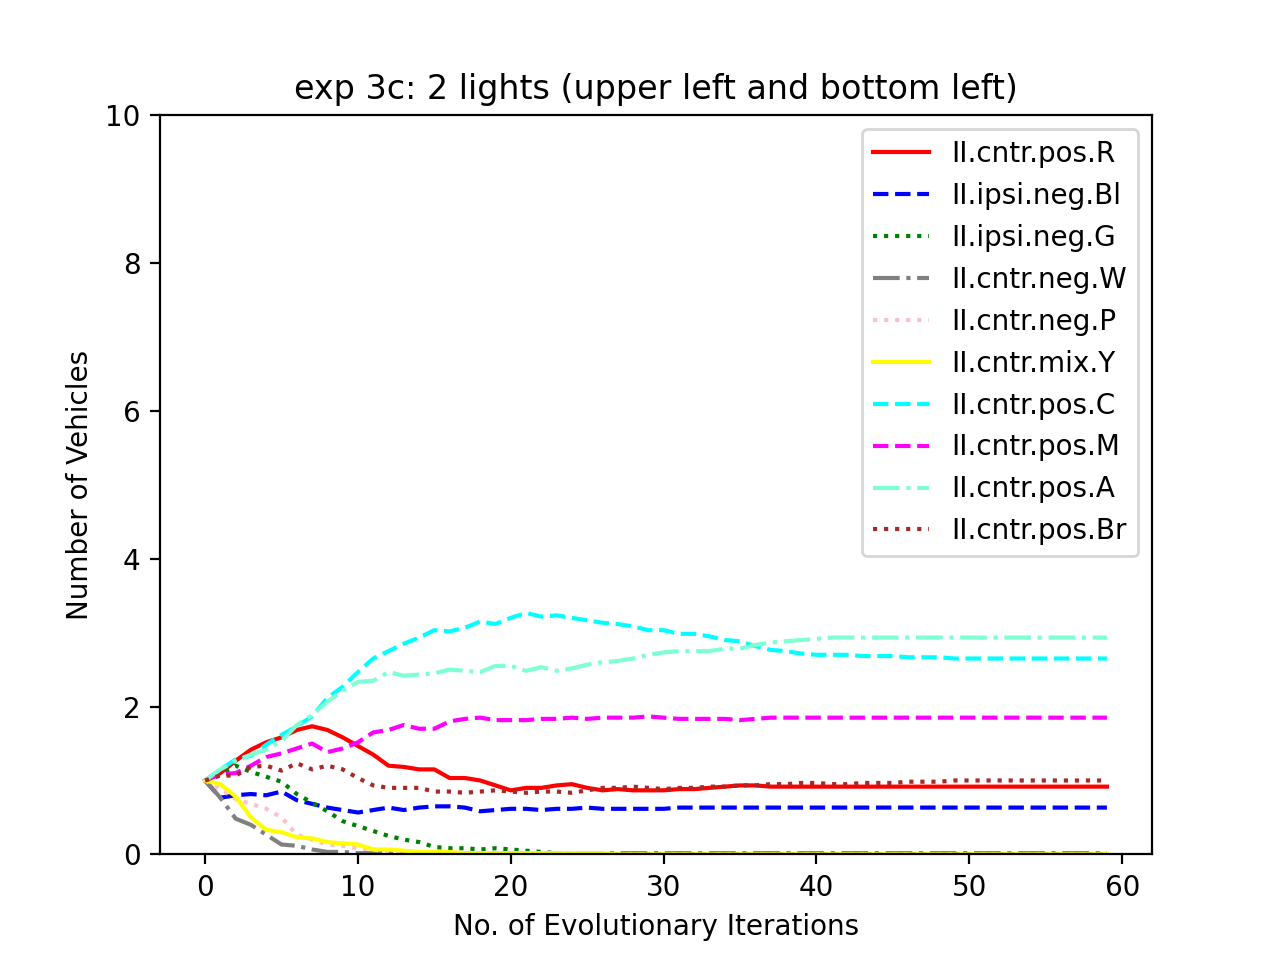 exp 3c: 2 lights (upper left and bottom left)
10
8
6
4
2
0
Number of Vehicles
II.cntr.pos.R
II.ipsi.neg.Bl
II.ipsi.neg.G
II.cntr.neg.W
II.cntr.neg.P
II.cntr.mix.Y
II.cntr.pos.C
II.cntr.pos.M
II.cntr.pos.A
II.cntr.pos.Br
0 10 20 30 40 50 60
No. of Evolutionary Iterations